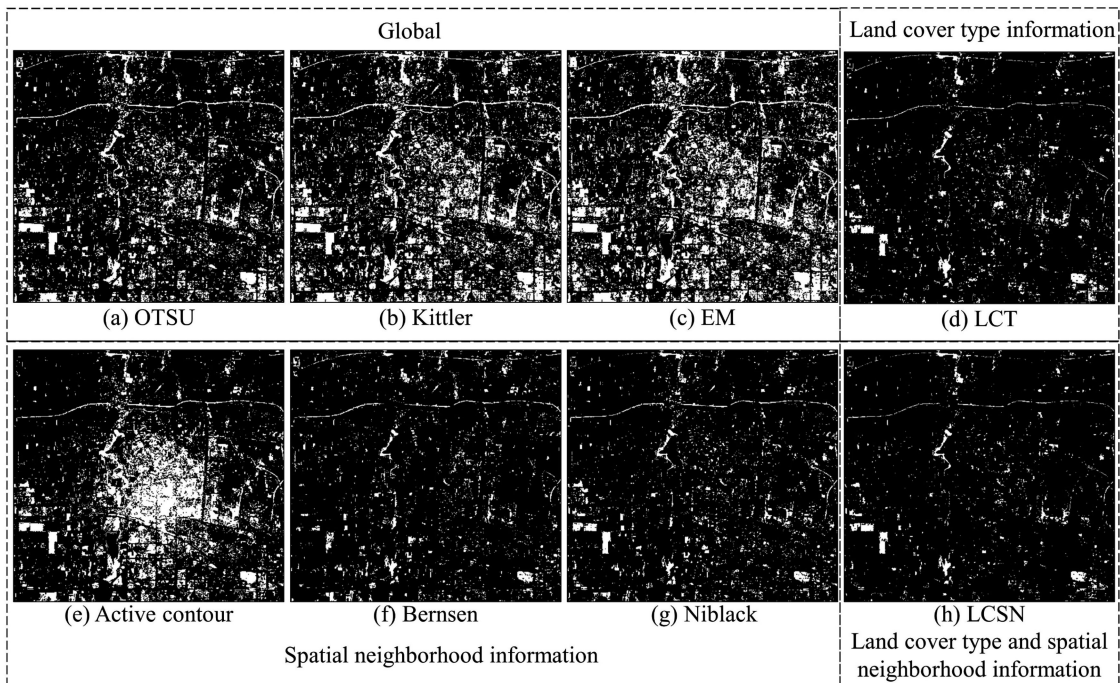 Global
Land cover type information
(a) OTSU
(b) Kittler
(c) EM
(d) LCT
(e) Active contour
(f) Bernsen
(g) Niblack
(h) LCSN
Spatial neighborhood information
Land cover type and spatial
neighborhood information